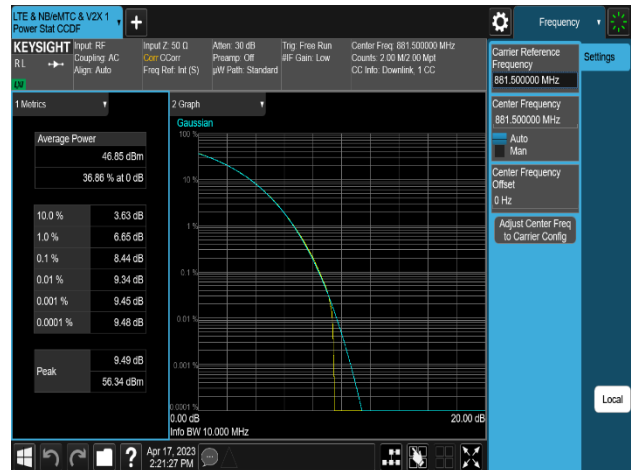 LTE & NB/eMTC & V2X 1
Power Stat CCDF
Frequency
KEYSIGHT
RL
LW
Input: RF
Coupling: AC
Align: Auto
Input Z: 50 Ω
Corr CCorr
Freq Ref: Int (S)
Atten: 30 dB
Preamp: Off
µW Path: Standard
Trig: Free Run
#IF Gain: Low
Center Freq: 881.500000 MHz
Counts: 2.00 M/2.00 Mpt
CC Info: Downlink, 1 CC
Carrier Reference
Frequency
881.500000 MHz
Settings
Center Frequency
881.500000 MHz
Auto
Man
Center Frequency
Offset
0 Hz
Adjust Center Freq
to Carrier Config
Local
1 Metrics
Average Power
46.85 dBm
36.86 % at 0 dB
10.0 % 3.63 dB
1.0 % 6.65 dB
0.1 % 8.44 dB
0.01 % 9.34 dB
0.001 % 9.45 dB
0.0001 % 9.48 dB
Peak 9.49 dB
56.34 dBm
2 Graph
Gaussian
100 %
10 %
1 %
0.1 %
0.01 %
0.001 %
0.0001 %
0.00 dB 20.00 dB
Info BW 10.000 MHz
?
Apr 17, 2023
2:21:27 PM